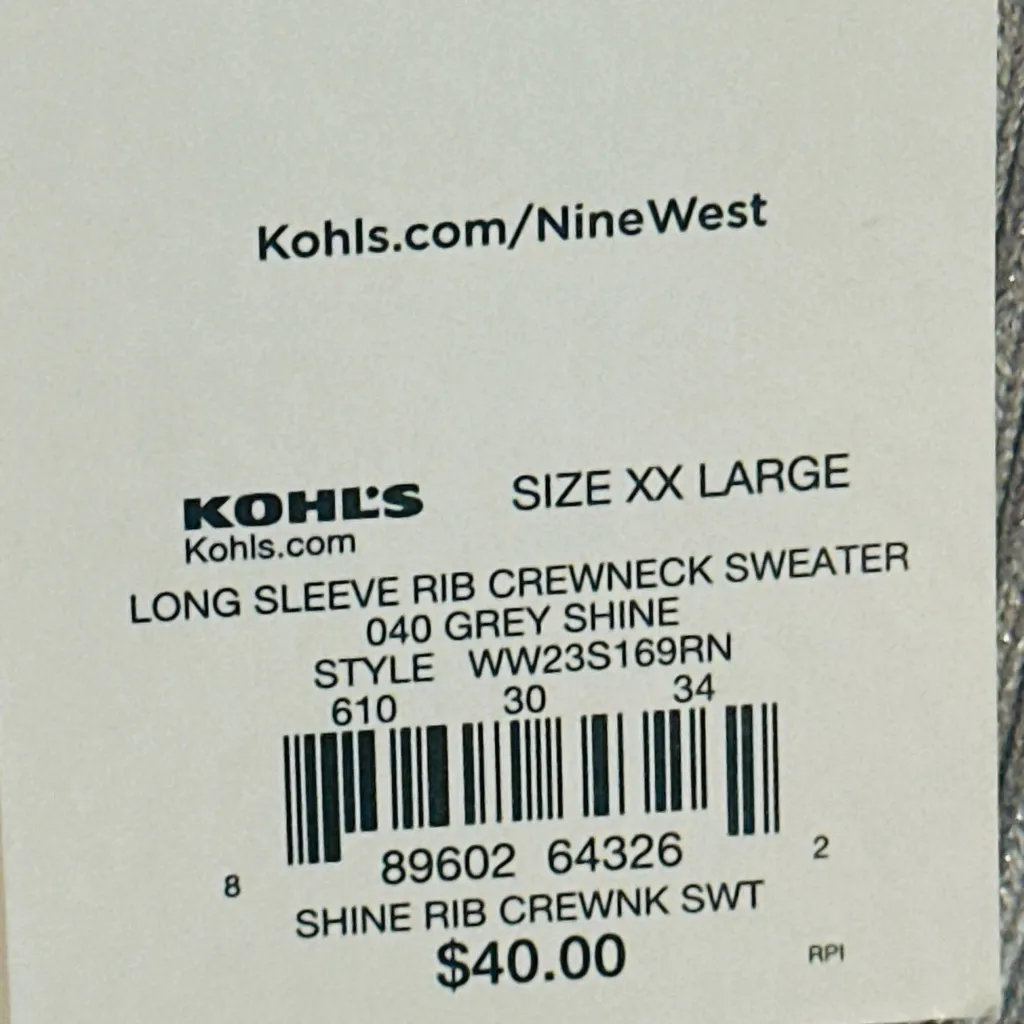 Kohls.com/NineWest
KOHL'S SIZE XX LARGE
Kohls.com
LONG SLEEVE RIB CREWNECK SWEATER
040 GREY SHINE
STYLE WW23S169RN
610 30 34
8 89602 64326 2
SHINE RIB CREWNK SWT
$40.00 RPI